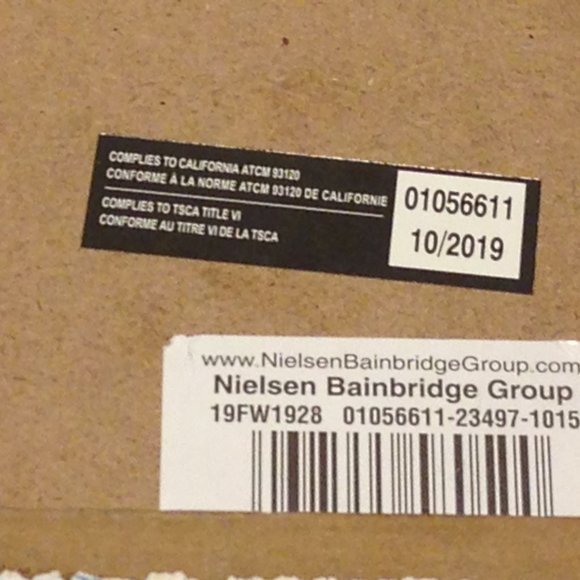 COMPLIES TO CALIFORNIA ATCM 93120
CONFORME À LA NORME ATCM 93120 DE CALIFORNIE
COMPLIES TO TSCA TITLE VI
CONFORME AU TITRE VI DE LA TSCA
01056611
10/2019
www.NielsenBainbridgeGroup.com
Nielsen Bainbridge Group
19FW1928 01056611-23497-1015